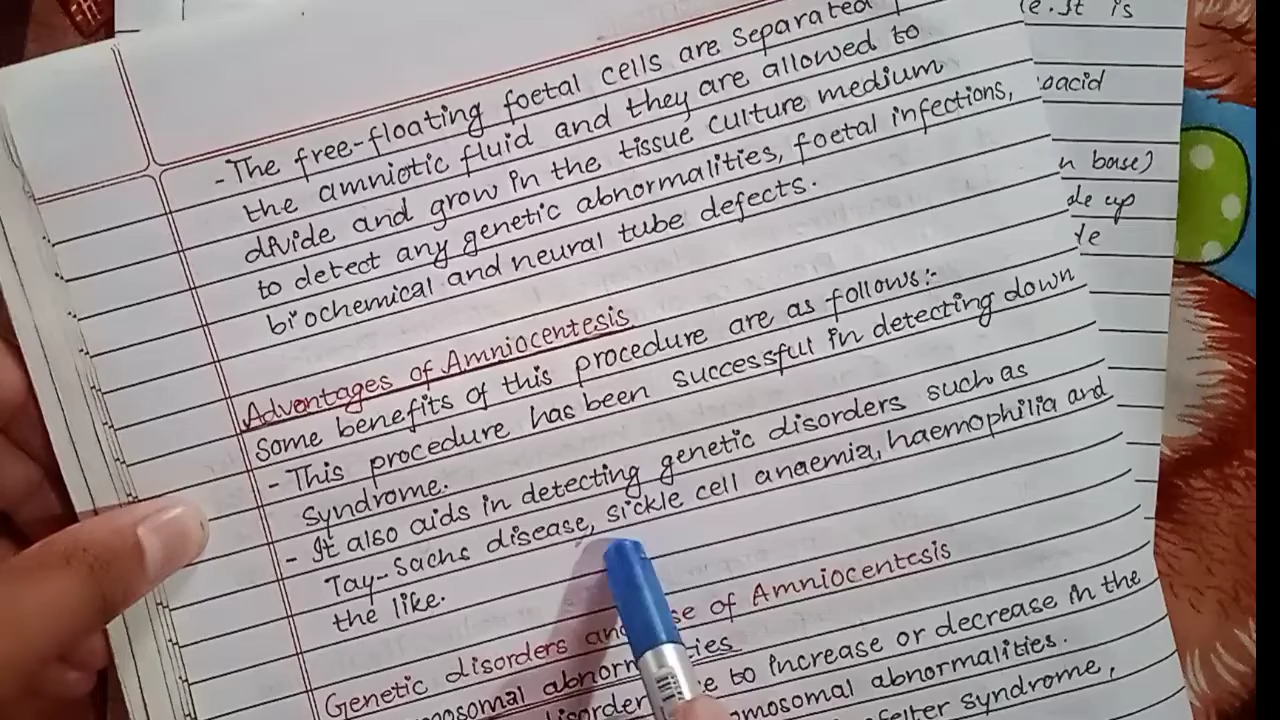 - The free-floating foetal cells are separated
the amniotic fluid and they are allowed to
divide and grow in the tissue culture medium
to detect any genetic abnormalities, foetal infections,
biochemical and neural tube defects.
Advantages of Amniocentesis
Some benefits of this procedure are as follows:-
- This procedure has been successful in detecting down
syndrome.
- It also aids in detecting genetic disorders such as
Tay-Sachs disease, sickle cell anaemia, haemophilia and
the like.
Genetic disorders and of Amniocentesis
to increase or decrease in the
abnormalities.
syndrome,
It is
base)
up